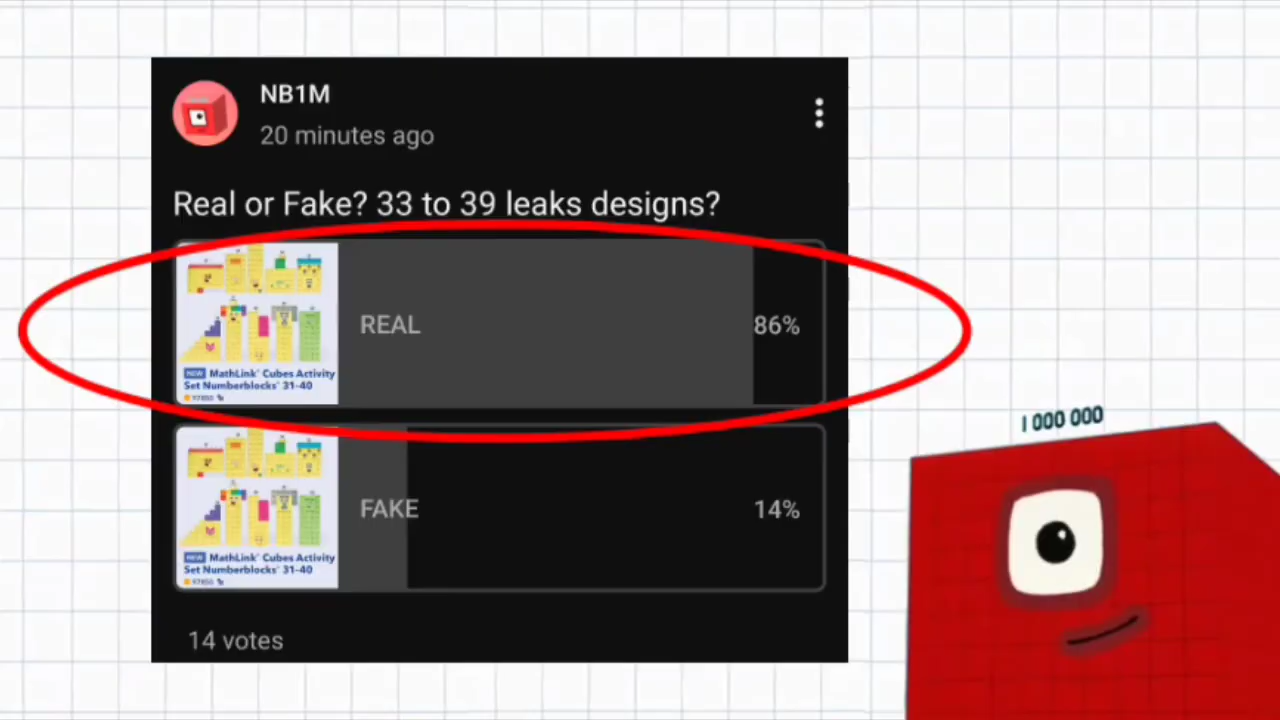 NB1M
20 minutes ago
Real or Fake? 33 to 39 leaks designs?
NEW MathLink® Cubes Activity
Set Numberblocks® 31-40
REAL
86%
1 000 000
NEW MathLink® Cubes Activity
Set Numberblocks® 31-40
FAKE
14%
14 votes